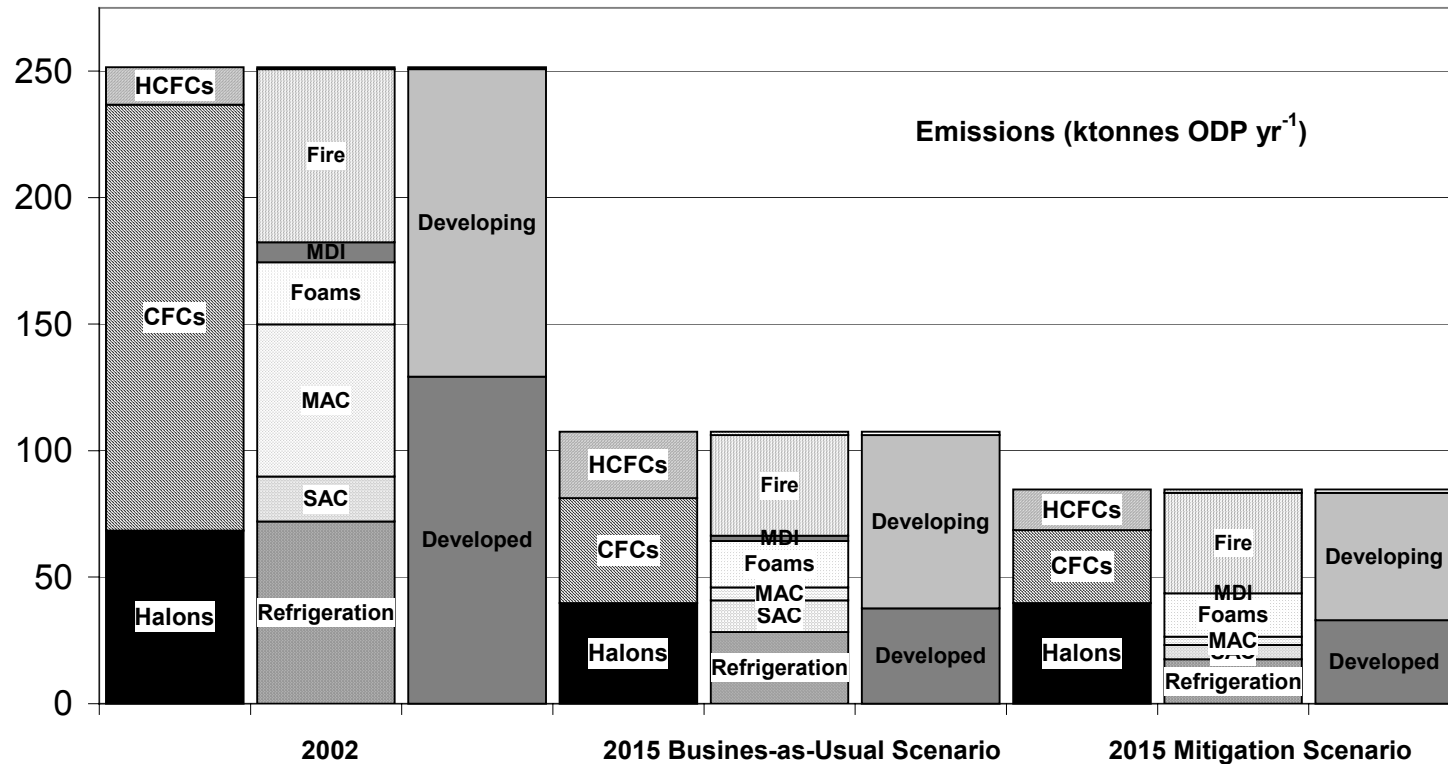 Emissions (ktonnes ODP yr-1)
250
200
150
100
50
0
HCFCs
CFCs
Halons
Fire
MDI
Foams
MAC
SAC
Refrigeration
Developing
Developed
HCFCs
CFCs
Halons
Fire
MDI
Foams
MAC
SAC
Refrigeration
Developing
Developed
HCFCs
CFCs
Halons
Fire
MDI
Foams
MAC
SAC
Refrigeration
Developing
Developed
2002
2015 Busines-as-Usual Scenario
2015 Mitigation Scenario